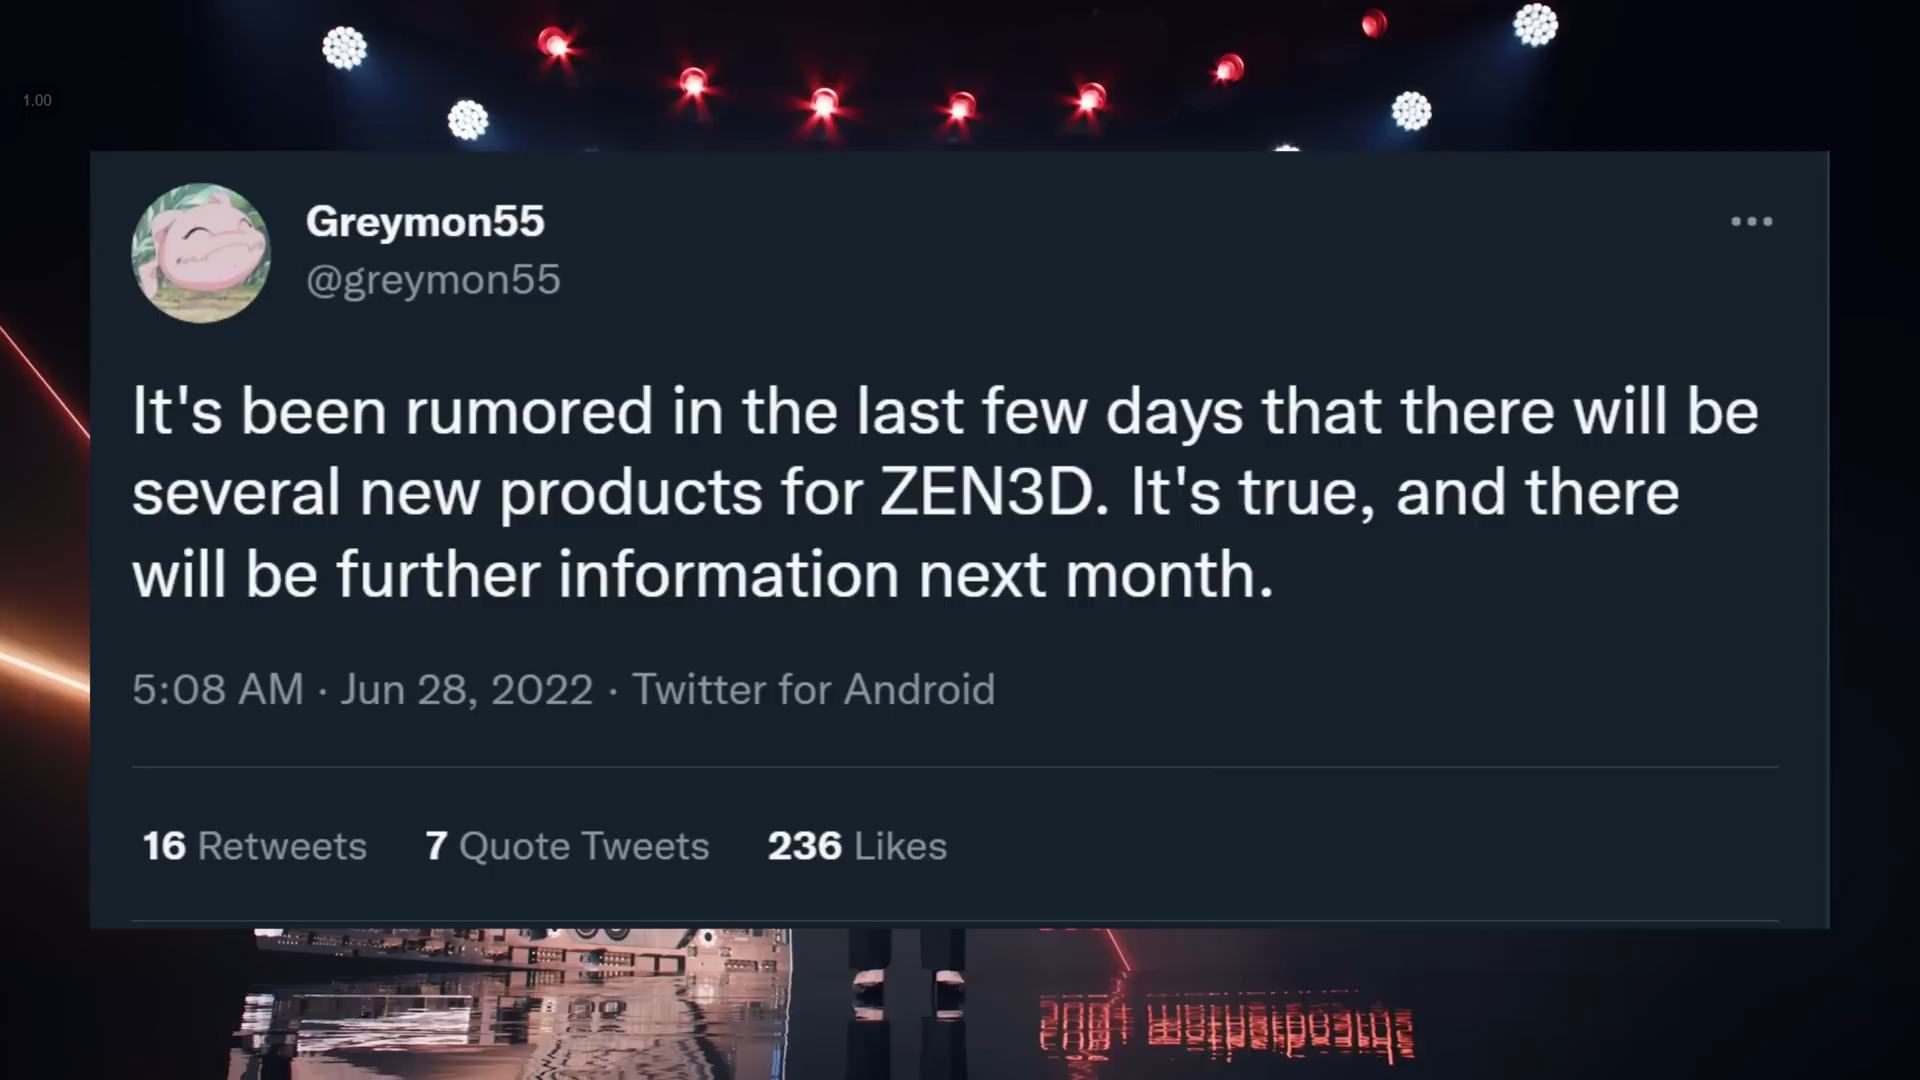 1.00
Greymon55
@greymon55
It's been rumored in the last few days that there will be
several new products for ZEN3D. It's true, and there
will be further information next month.
5:08 AM · Jun 28, 2022 · Twitter for Android
16 Retweets 7 Quote Tweets 236 Likes